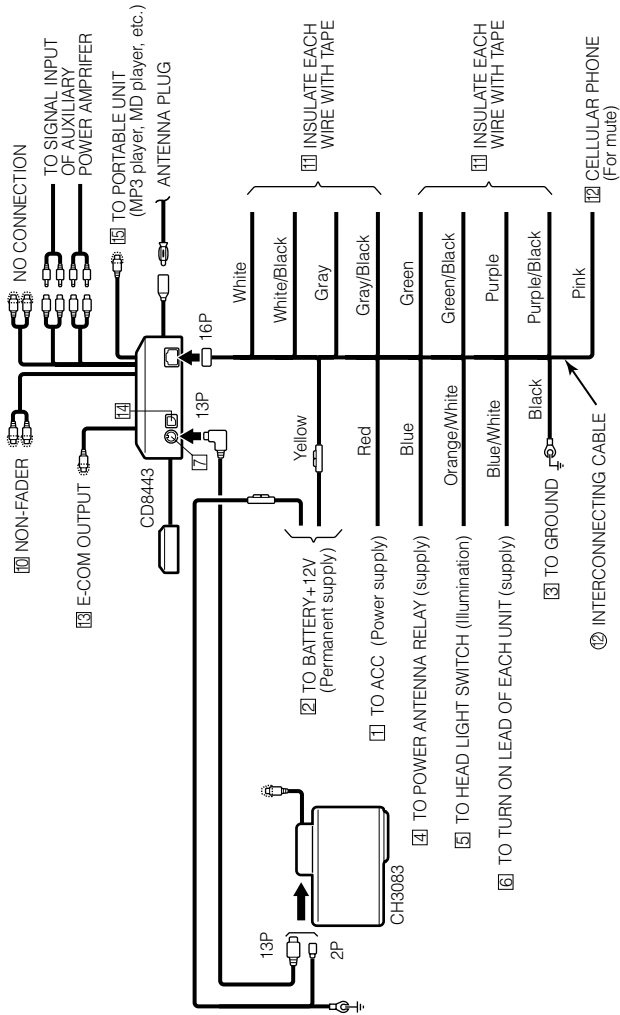 NO CONNECTION
TO SIGNAL INPUT
OF AUXILIARY
POWER AMPRIFER
15 TO PORTABLE UNIT
(MP3 player, MD player, etc.)
ANTENNA PLUG
10 NON-FADER
13 E-COM OUTPUT
CD8443
14
7
13P
16P
White
White/Black
Gray
Gray/Black
11 INSULATE EACH
WIRE WITH TAPE
Green
Green/Black
Purple
Purple/Black
11 INSULATE EACH
WIRE WITH TAPE
Pink
12 CELLULAR PHONE
(For mute)
Yellow
2 TO BATTERY+12V
(Permanent supply)
Red
1 TO ACC (Power supply)
Blue
4 TO POWER ANTENNA RELAY (supply)
Orange/White
5 TO HEAD LIGHT SWITCH (Illumination)
Blue/White
6 TO TURN ON LEAD OF EACH UNIT (supply)
Black
3 TO GROUND
⑫ INTERCONNECTING CABLE
13P
2P
CH3083